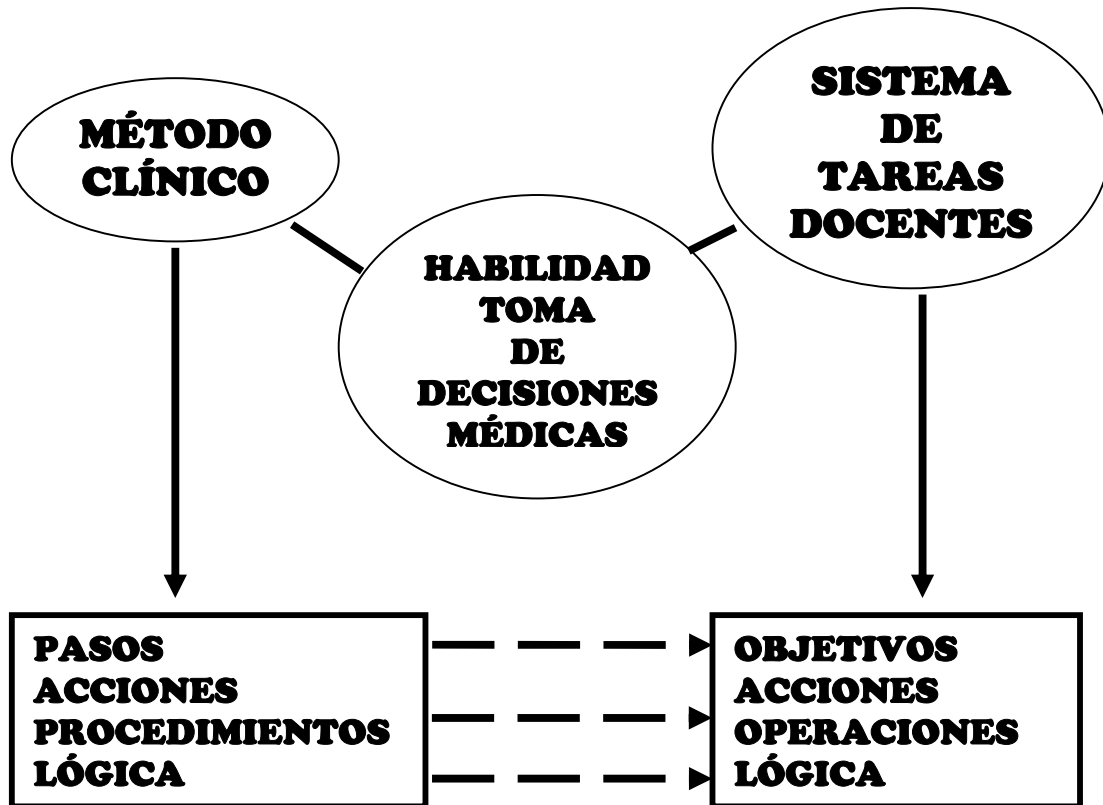 MÉTODO
CLÍNICO
SISTEMA
DE
TAREAS
DOCENTES
HABILIDAD
TOMA
DE
DECISIONES
MÉDICAS
PASOS
ACCIONES
PROCEDIMIENTOS
LÓGICA
OBJETIVOS
ACCIONES
OPERACIONES
LÓGICA